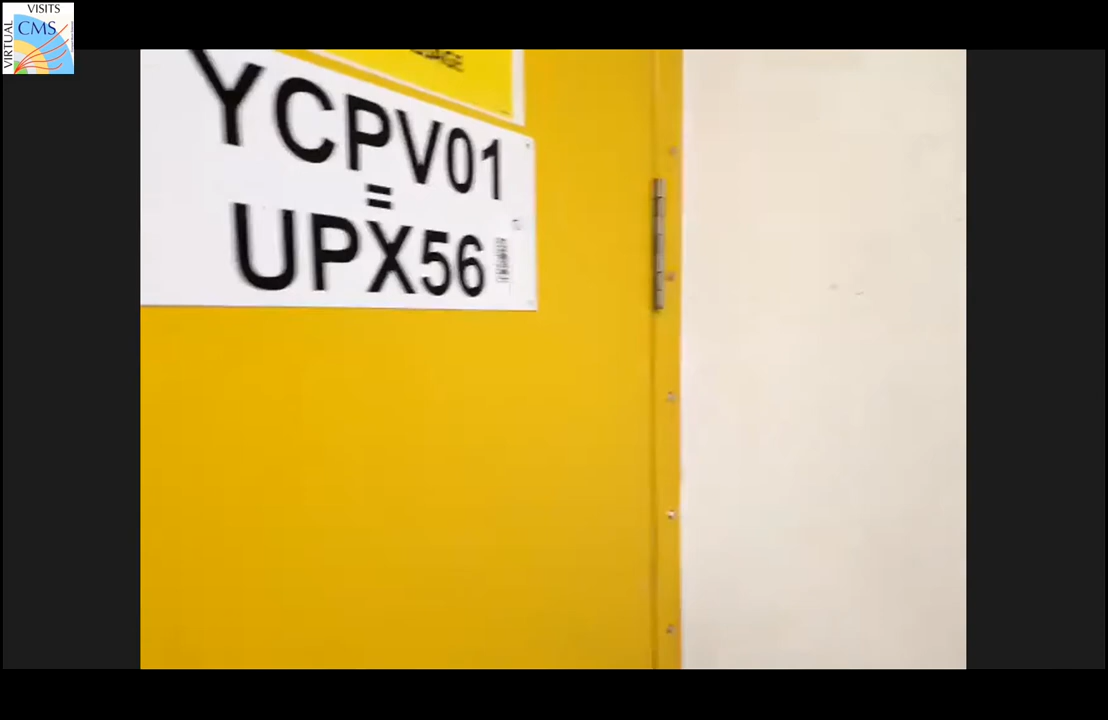 VISITS
VIRTUAL
CMS
YCPV01
=
UPX56